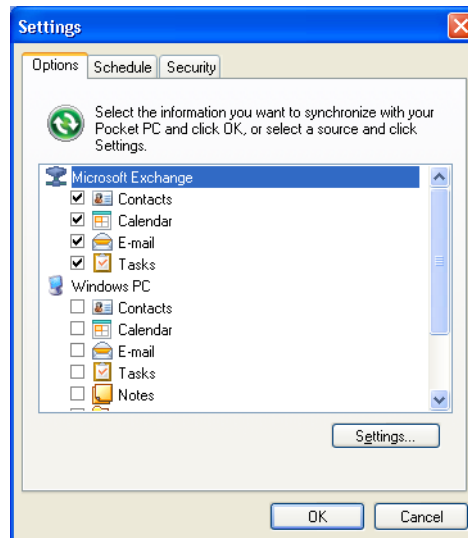 Settings
Options Schedule Security
Select the information you want to synchronize with your
Pocket PC and click OK, or select a source and click
Settings.
Microsoft Exchange
Contacts
Calendar
E-mail
Tasks
Windows PC
Contacts
Calendar
E-mail
Tasks
Notes
Settings...
OK Cancel